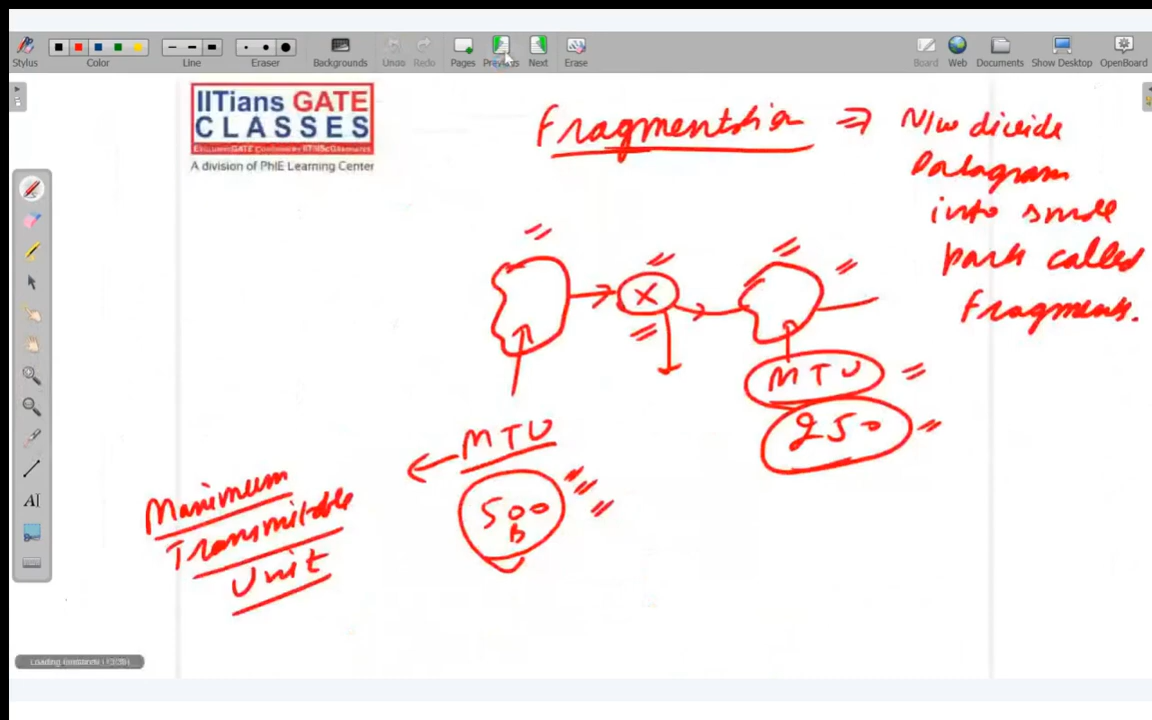 Stylus
Color
Line
Eraser
Backgrounds
Undo
Redo
Pages
Previous
Next
Erase
Board
Web
Documents
Show Desktop
OpenBoard
IITians GATE
CLASSES
A division of PhIE Learning Center
Fragmentation ⇒ N/w divide
Datagram
into small
parts called
Fragments.
X
MTU
250
MTU
500
B
Maximum
Transmitable
Unit